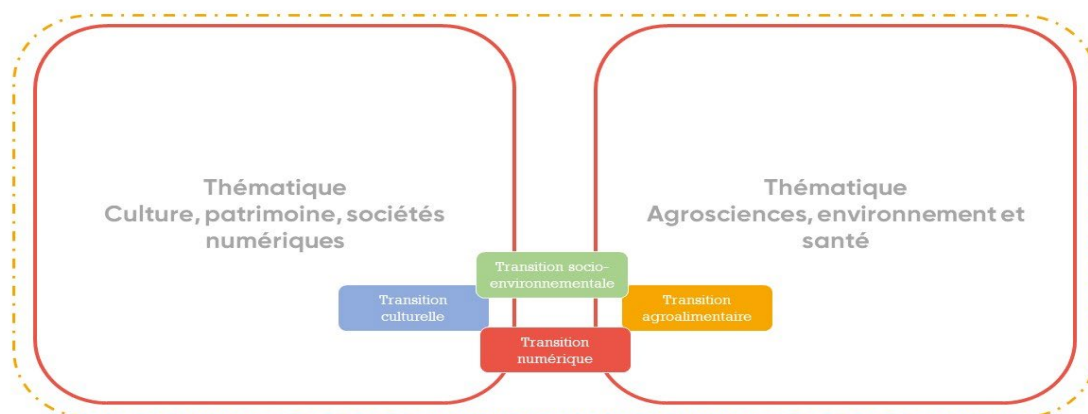 Thématique
Culture, patrimoine, sociétés
numériques
Thématique
Agrosciences, environnement et
santé
Transition socio-
environnementale
Transition
culturelle
Transition
agroalimentaire
Transition
numérique